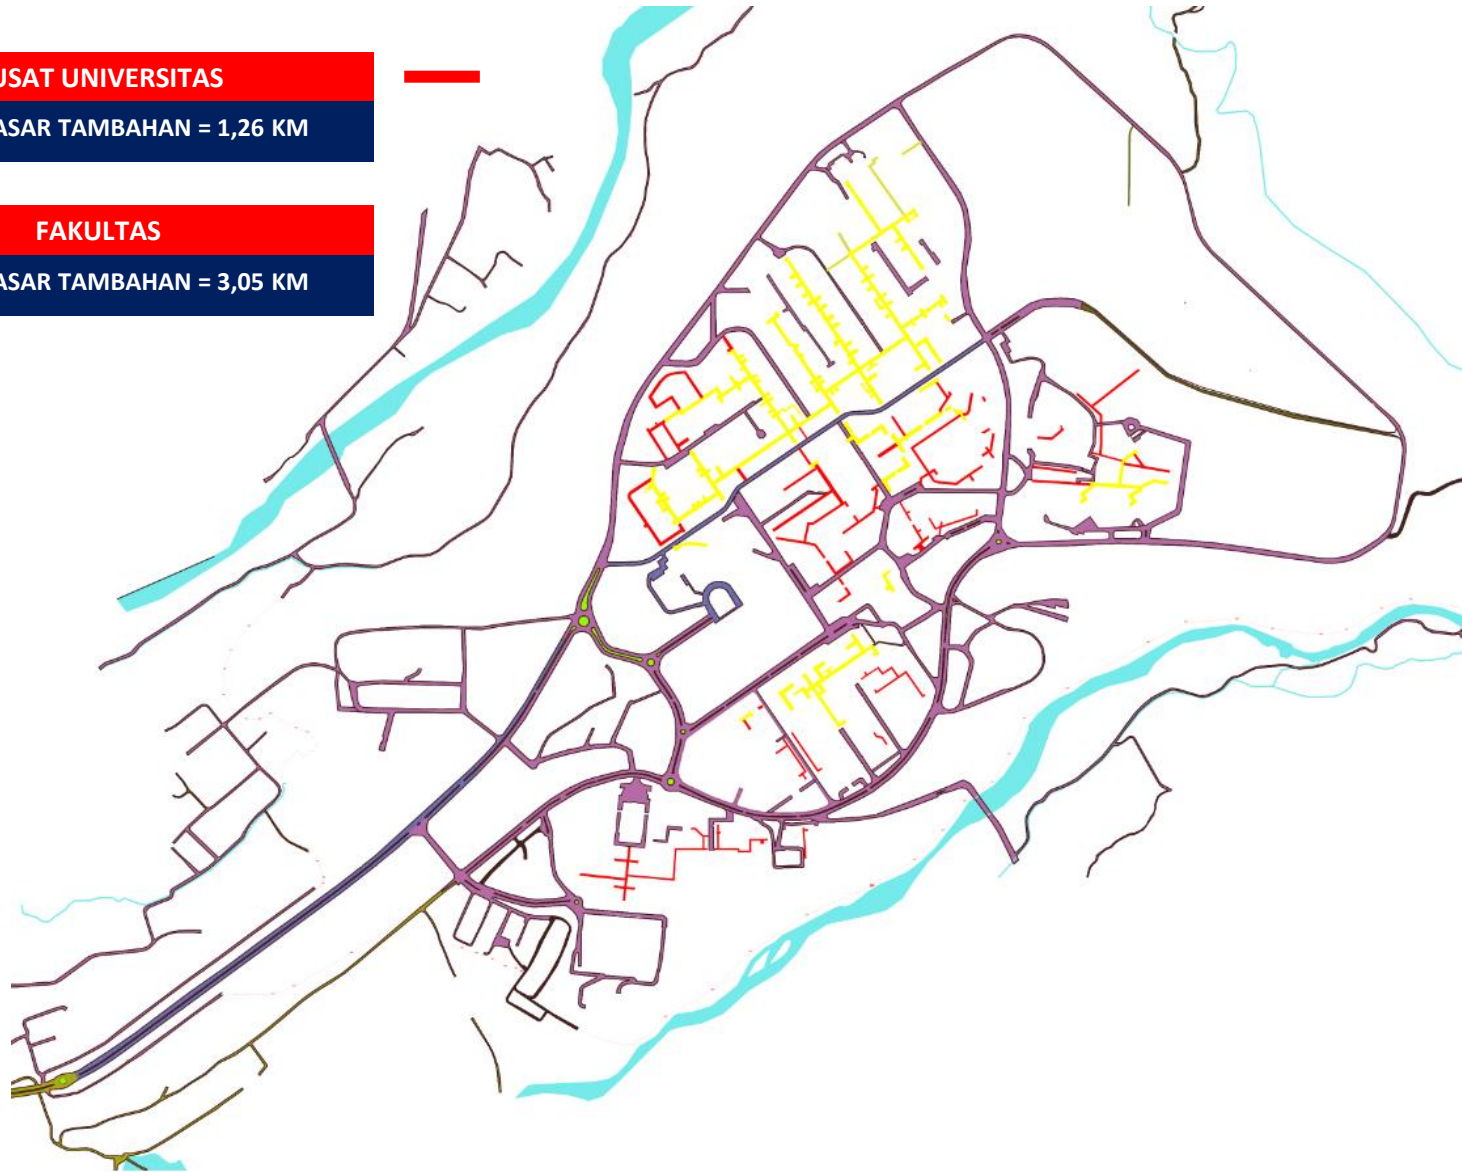 USAT UNIVERSITAS
ASAR TAMBAHAN = 1,26 KM
FAKULTAS
ASAR TAMBAHAN = 3,05 KM